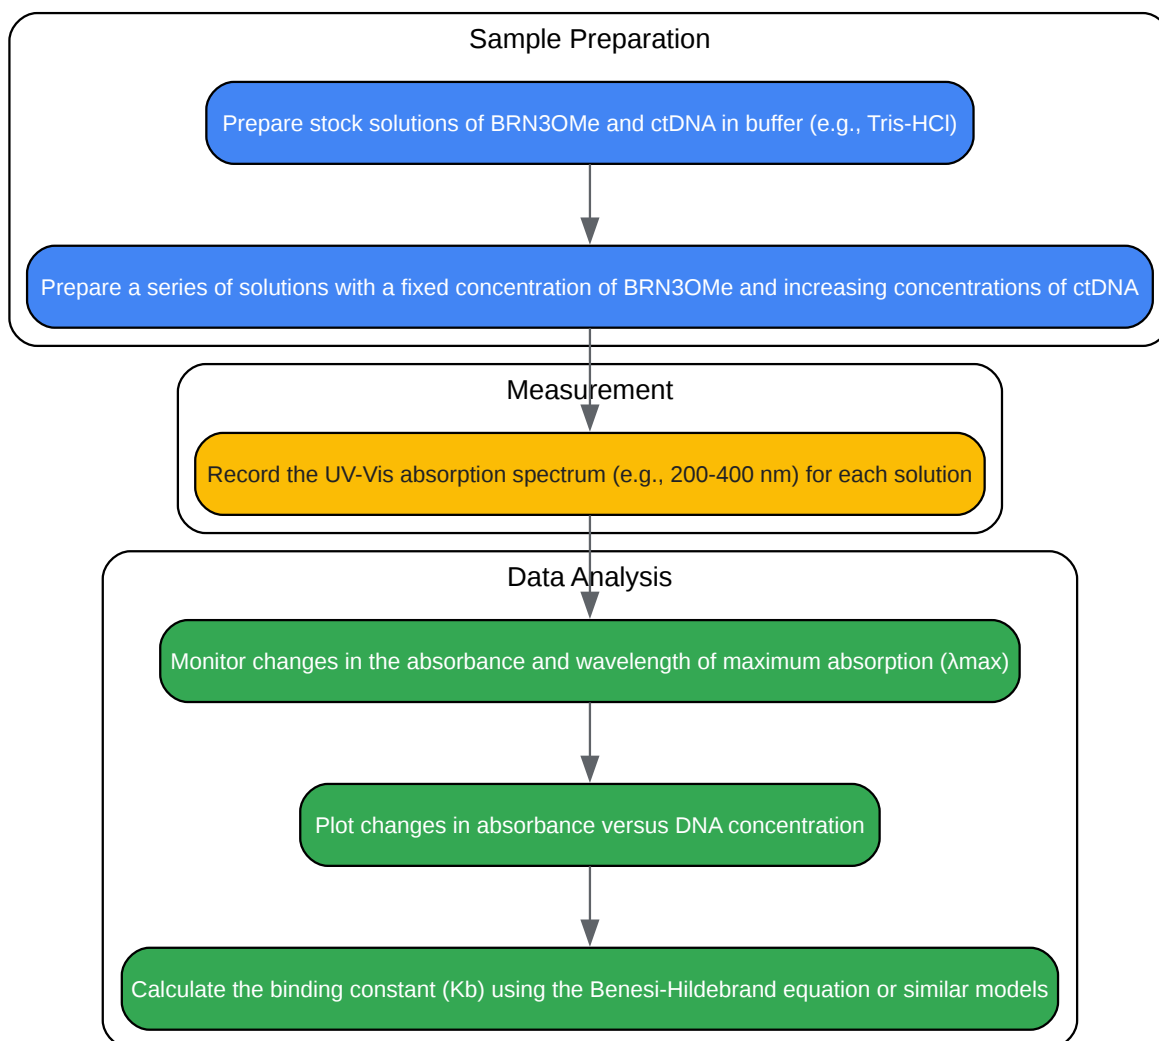 Sample Preparation
Prepare stock solutions of BRN3OMe and ctDNA in buffer (e.g., Tris-HCl)
Prepare a series of solutions with a fixed concentration of BRN3OMe and increasing concentrations of ctDNA
Measurement
Record the UV-Vis absorption spectrum (e.g., 200-400 nm) for each solution
Data Analysis
Monitor changes in the absorbance and wavelength of maximum absorption (λmax)
Plot changes in absorbance versus DNA concentration
Calculate the binding constant (Kb) using the Benesi-Hildebrand equation or similar models